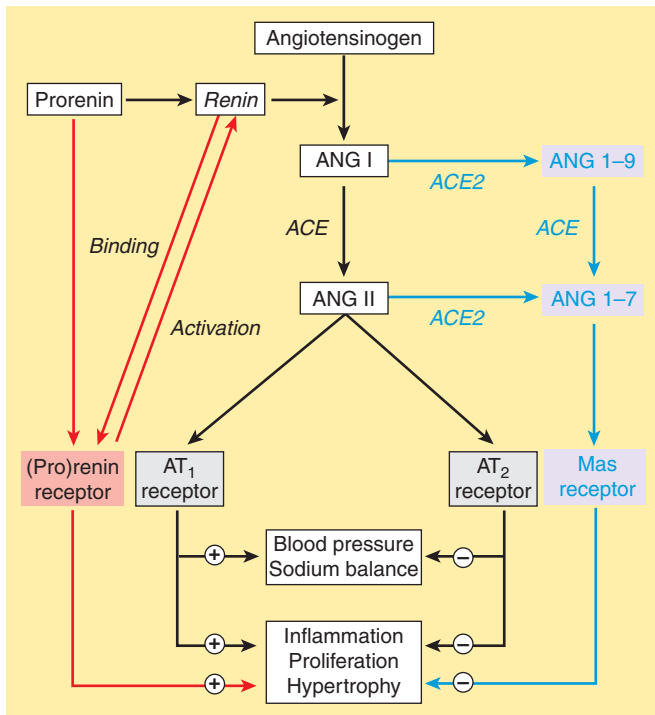 Angiotensinogen
Prorenin
Renin
ANG I
ACE2
ANG 1–9
Binding
ACE
ACE
ANG II
ACE2
ANG 1–7
Activation
(Pro)renin
receptor
AT1
receptor
AT2
receptor
Mas
receptor
+
Blood pressure
Sodium balance
–
+
Inflammation
Proliferation
Hypertrophy
–
+
–